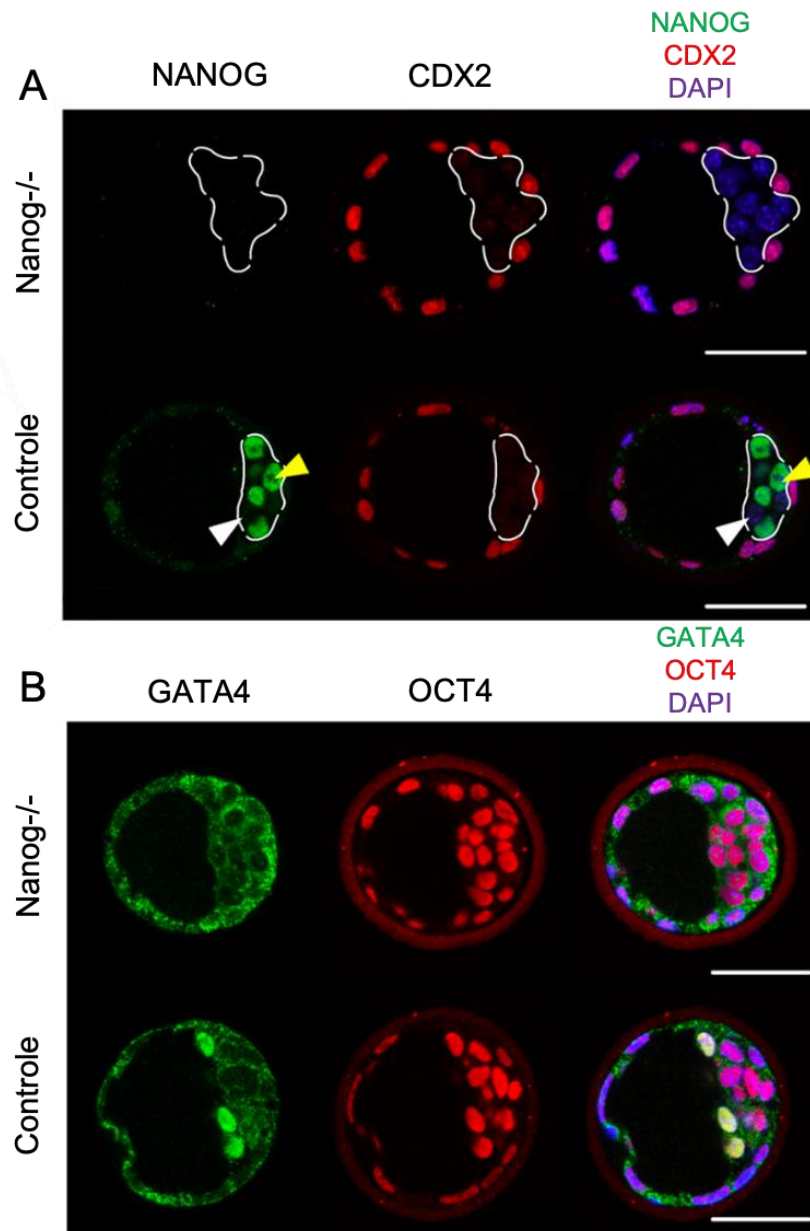 A
NANOG
CDX2
NANOG
CDX2
DAPI
Nanog-/-
Controle
B
GATA4
OCT4
GATA4
OCT4
DAPI
Nanog-/-
Controle